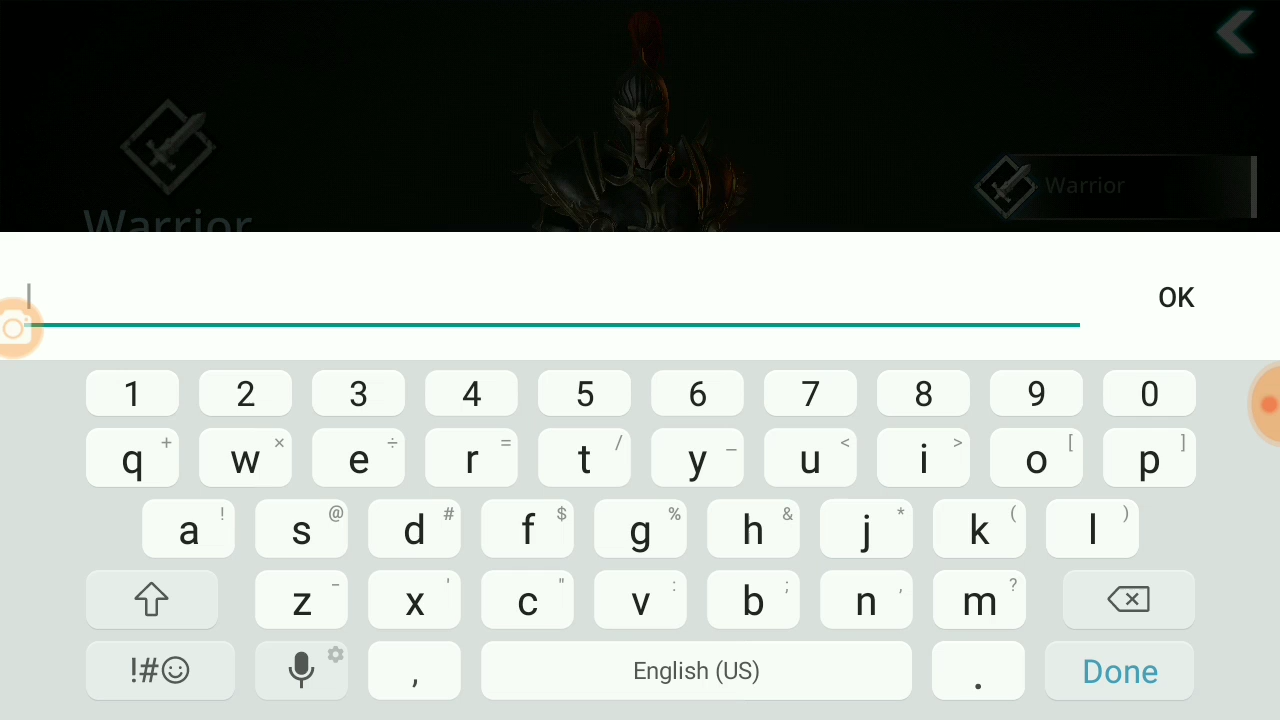 Warrior
Warrior
OK
1 2 3 4 5 6 7 8 9 0
q + w × e ÷ r = t / y _ u < i > o [ p ]
a ! s @ d # f $ g % h & j * k ( l )
z - x ' c " v : b ; n , m ?
!#☺ , English (US) . Done